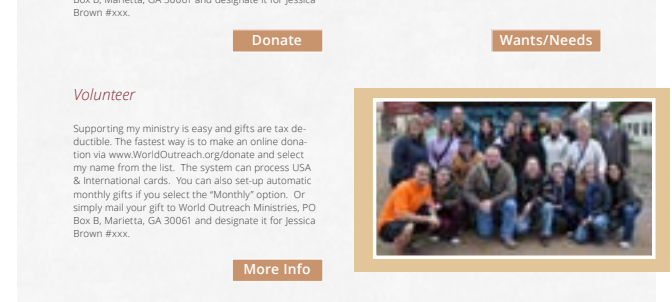 Box B, Marietta, GA 30061 and designate it for Jessica
Brown #xxx.
Donate
Wants/Needs
Volunteer
Supporting my ministry is easy and gifts are tax de-
ductible. The fastest way is to make an online dona-
tion via www.WorldOutreach.org/donate and select
my name from the list. The system can process USA
& International cards. You can also set-up automatic
monthly gifts if you select the "Monthly" option. Or
simply mail your gift to World Outreach Ministries, PO
Box B, Marietta, GA 30061 and designate it for Jessica
Brown #xxx.
More Info